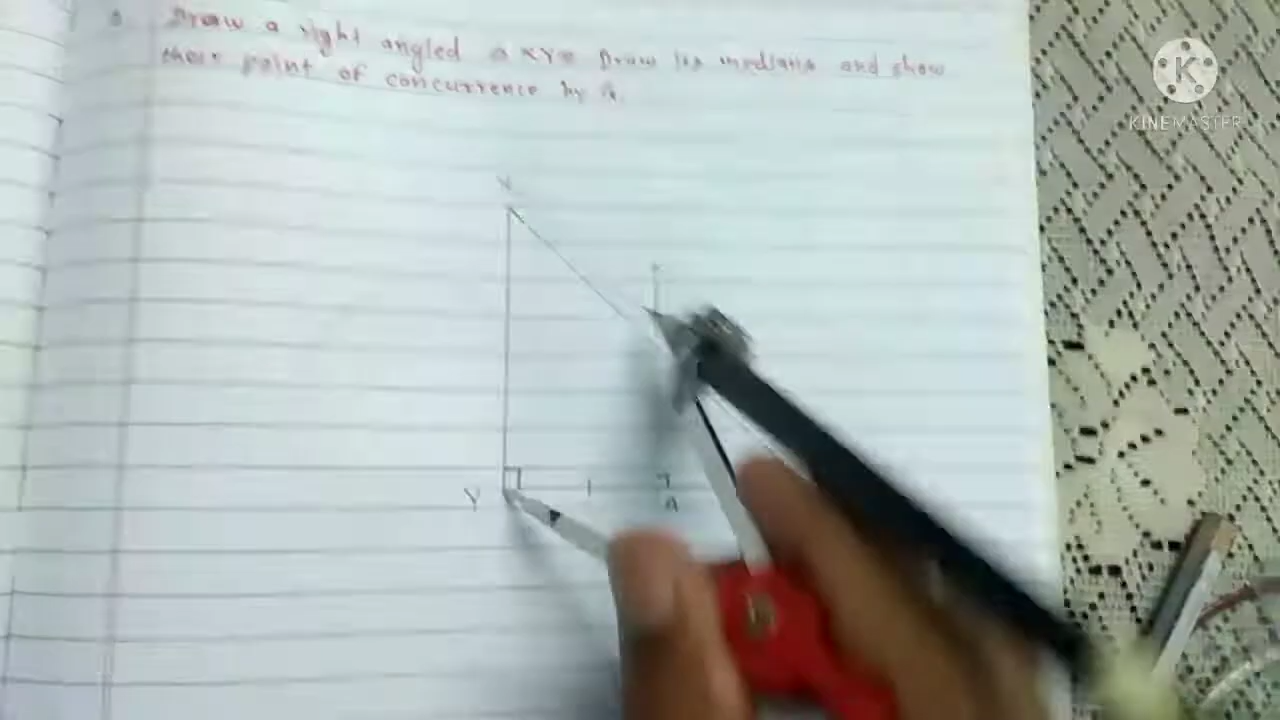 Draw a right angled Δ XYZ. Draw its medians and show
their point of concurrence by G.
K
KINEMASTER
X
Y
A